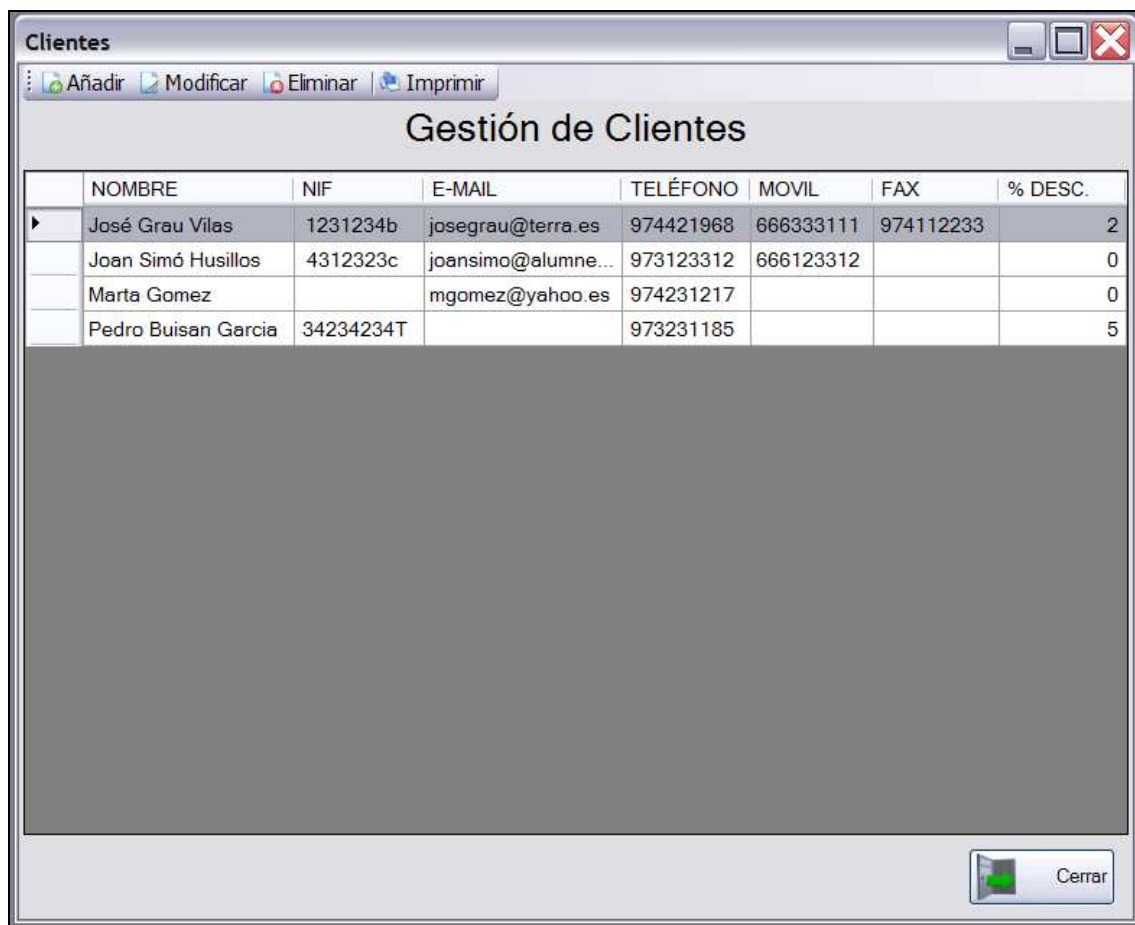 Clientes
Añadir Modificar Eliminar Imprimir
Gestión de Clientes
NOMBRE NIF E-MAIL TELÉFONO MOVIL FAX % DESC.
José Grau Vilas 1231234b josegrau@terra.es 974421968 666333111 974112233 2
Joan Simó Husillos 4312323c joansimo@alumne... 973123312 666123312 0
Marta Gomez mgomez@yahoo.es 974231217 0
Pedro Buisan Garcia 34234234T 973231185 5
Cerrar